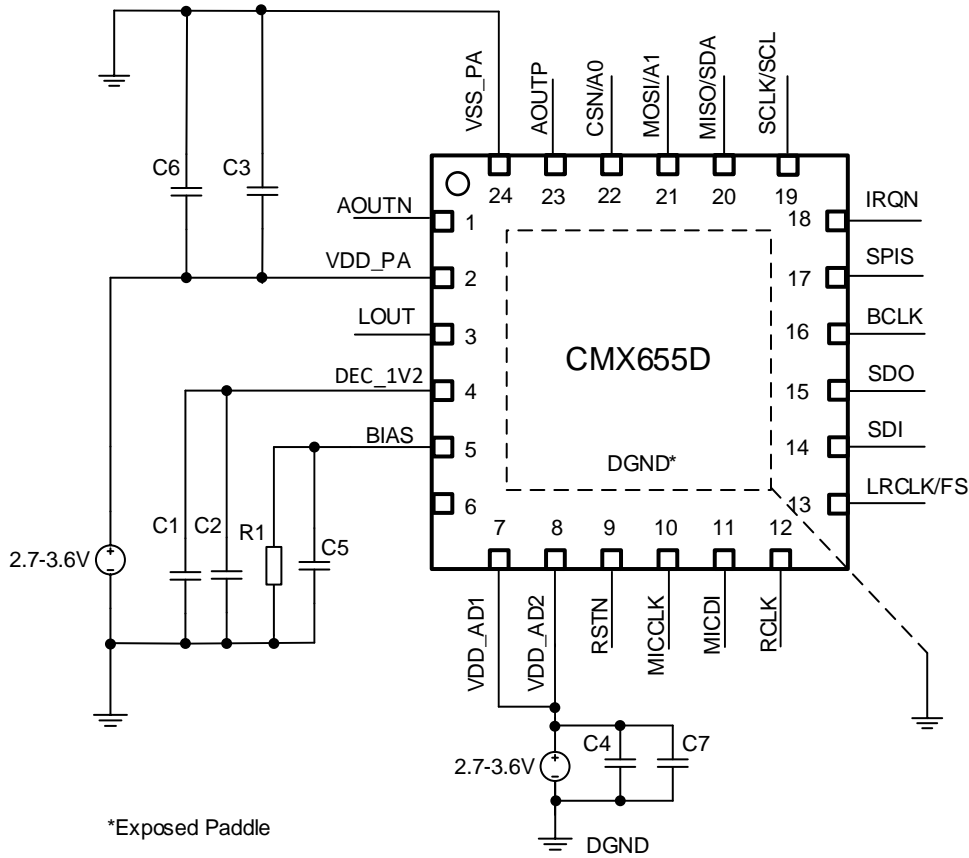 VSS_PA
AOUTP
CSN/A0
MOSI/A1
MISO/SDA
SCLK/SCL
C6
C3
24
23
22
21
20
19
AOUTN
1
18
IRQN
VDD_PA
2
17
SPIS
LOUT
3
16
BCLK
CMX655D
DEC_1V2
4
15
SDO
BIAS
5
14
SDI
DGND*
6
13
LRCLK/FS
C1
C2
R1
C5
7
8
9
10
11
12
2.7-3.6V
VDD_AD1
VDD_AD2
RSTN
MICCLK
MICDI
RCLK
C4
C7
2.7-3.6V
*Exposed Paddle
DGND